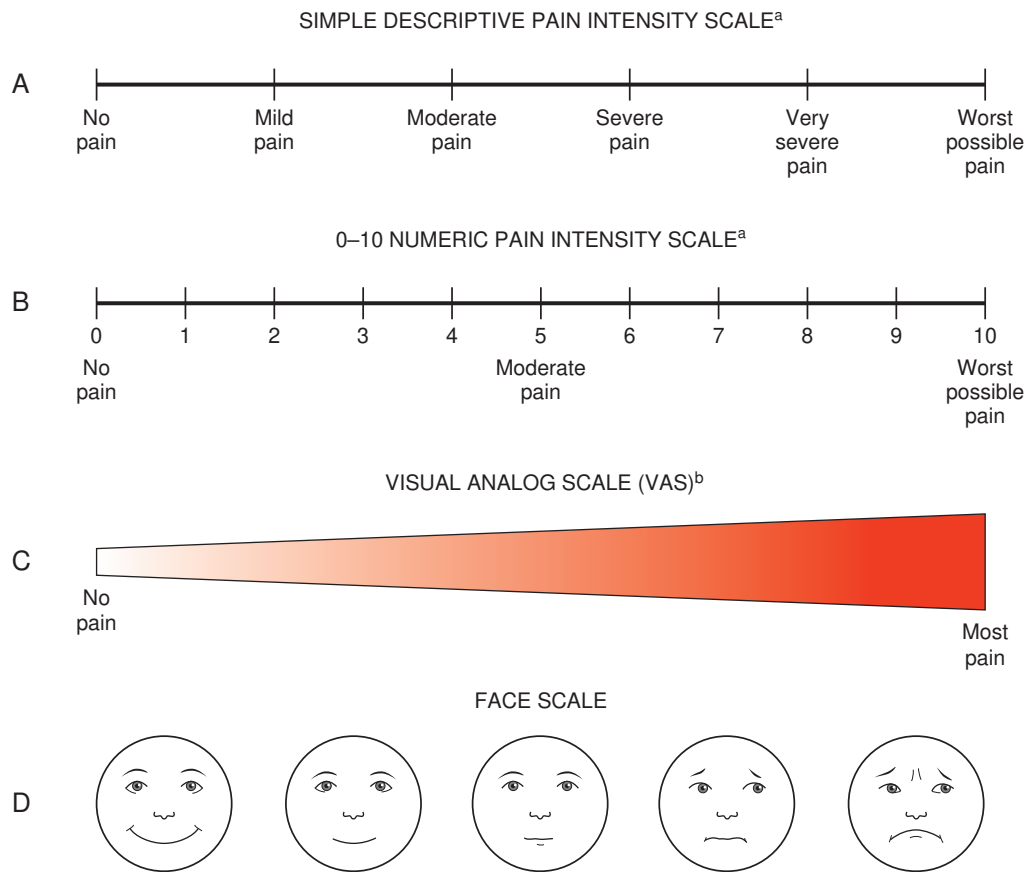 SIMPLE DESCRIPTIVE PAIN INTENSITY SCALEᵃ
A
No pain
Mild pain
Moderate pain
Severe pain
Very severe pain
Worst possible pain
0–10 NUMERIC PAIN INTENSITY SCALEᵃ
B
0 1 2 3 4 5 6 7 8 9 10
No pain
Moderate pain
Worst possible pain
VISUAL ANALOG SCALE (VAS)ᵇ
C
No pain
Most pain
FACE SCALE
D